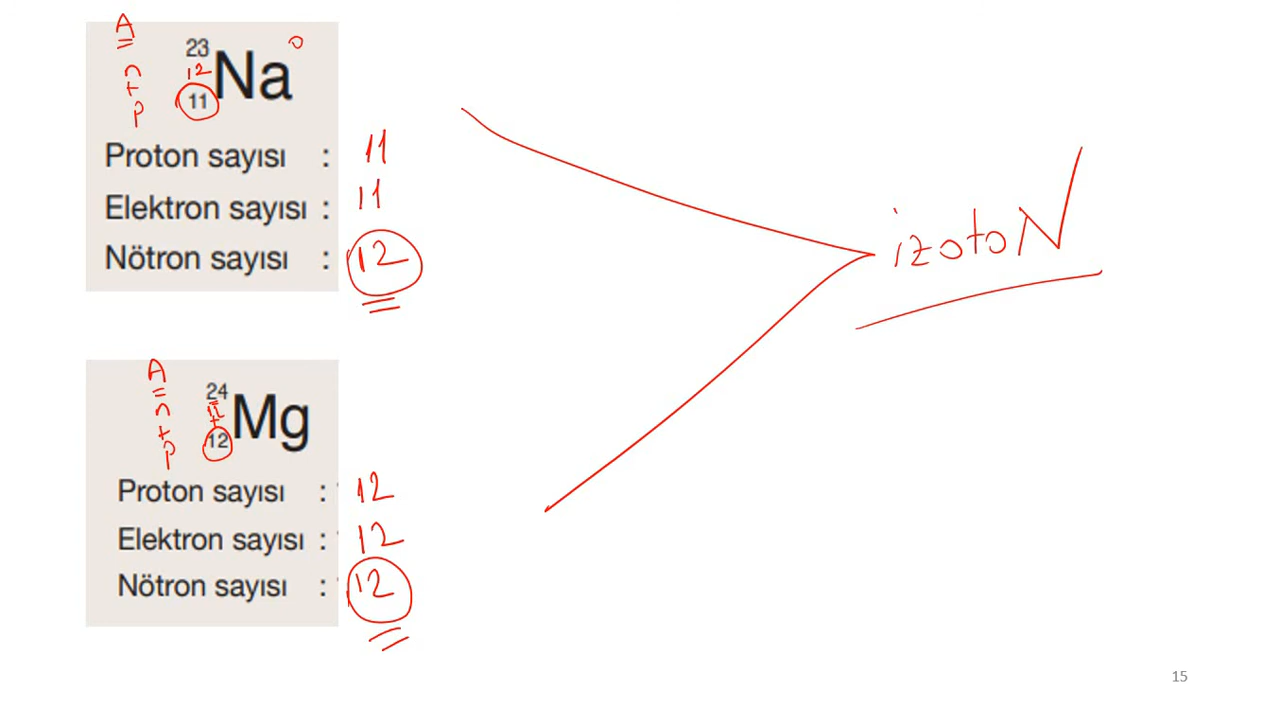 A
=
n
+
p
23
12
11
Na 0
Proton sayısı : 11
Elektron sayısı : 11
Nötron sayısı : 12
izotoN
A
=
n
+
p
24
+
12
Mg
Proton sayısı : 12
Elektron sayısı : 12
Nötron sayısı : 12
15